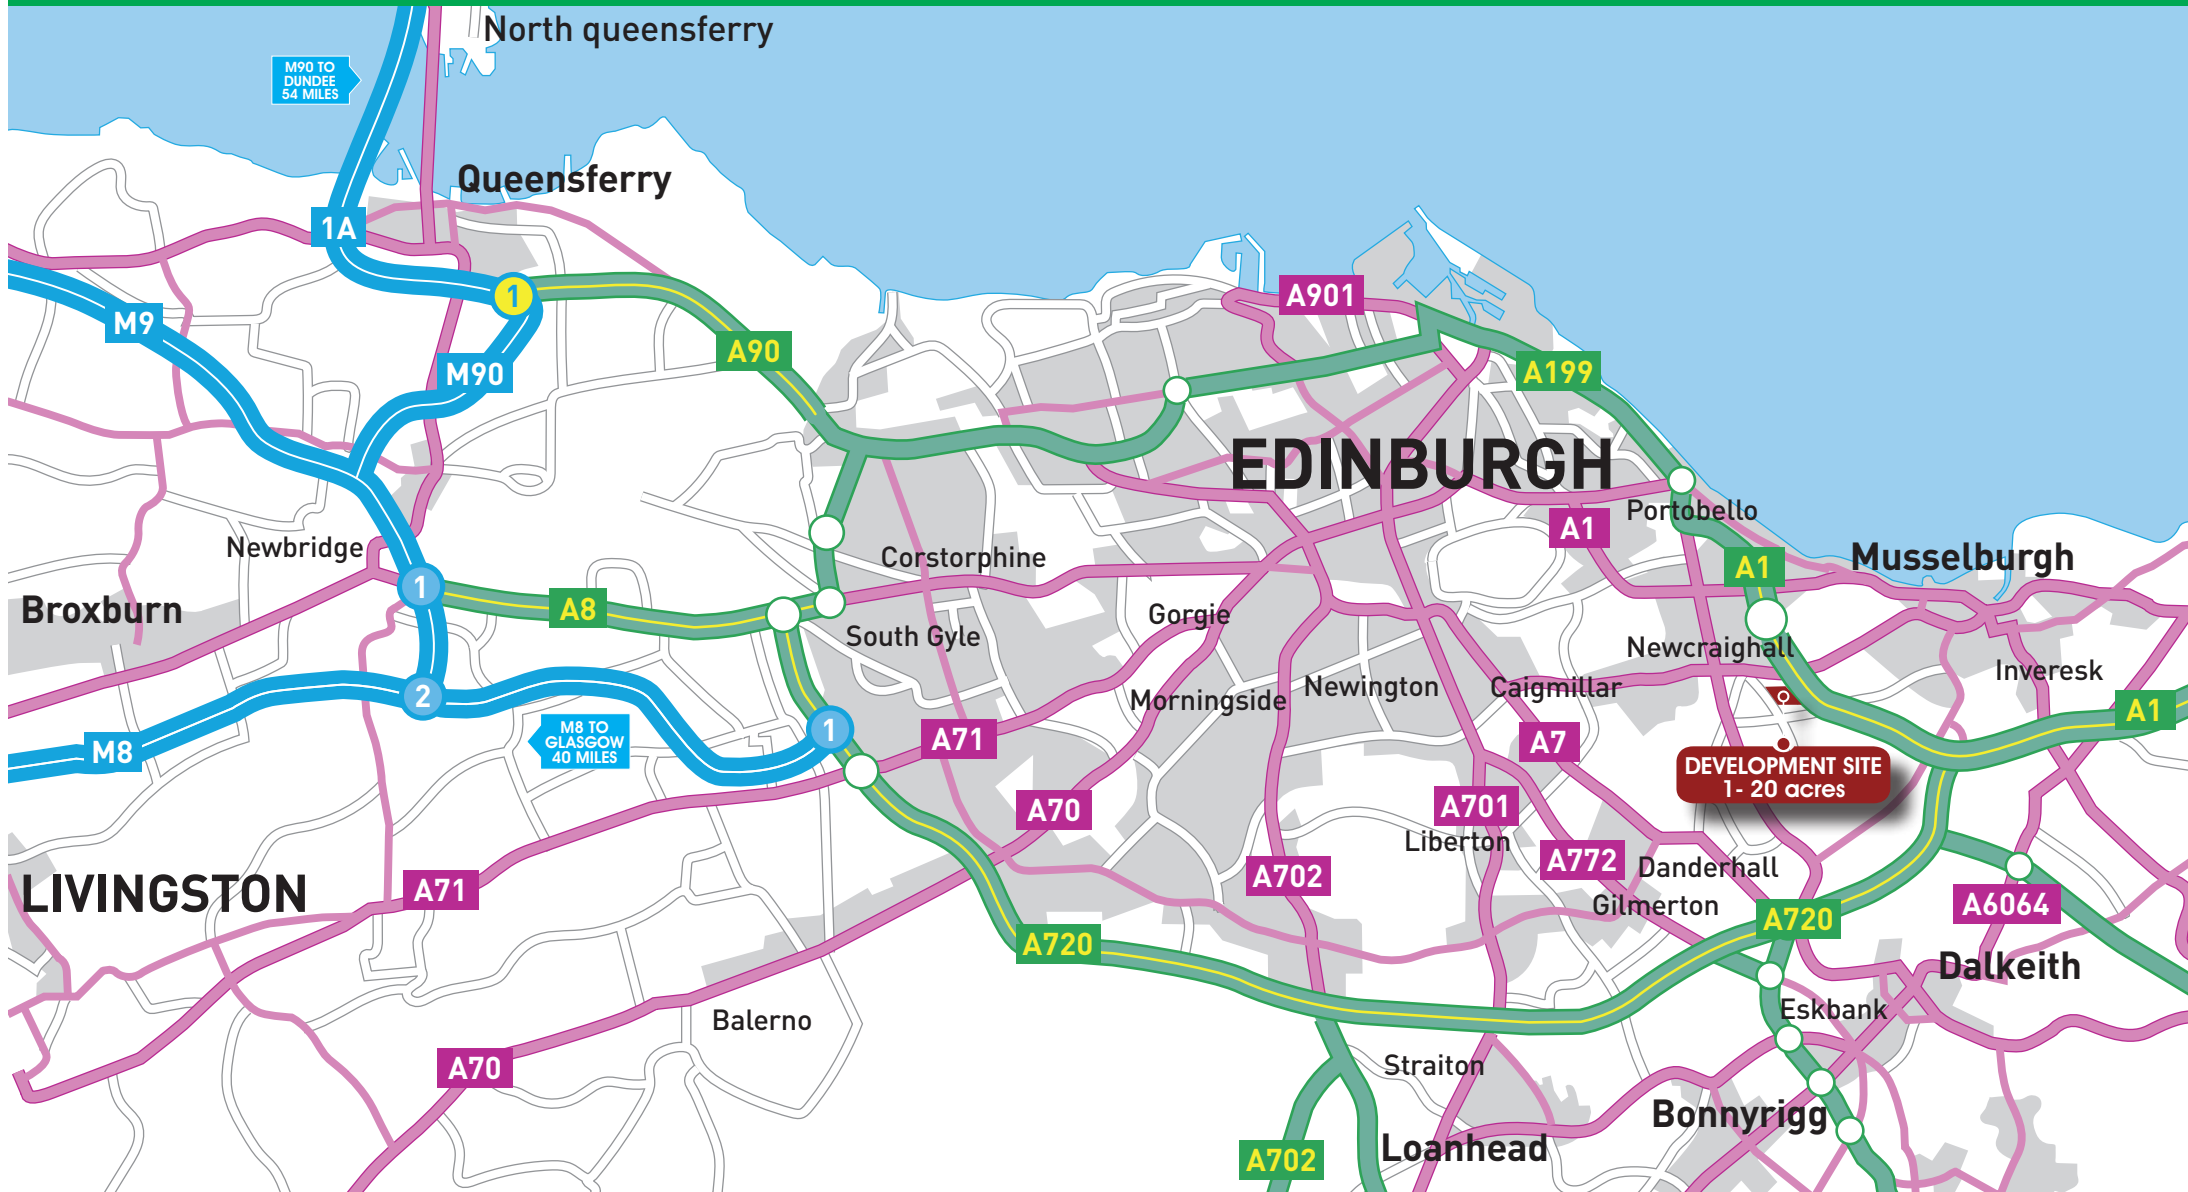 North queensferry
M90 TO
DUNDEE
54 MILES
Queensferry
1A
1
M9
A901
A90
M90
A199
EDINBURGH
Portobello
A1
Newbridge
Corstorphine
Musselburgh
A1
1
A8
Broxburn
Gorgie
South Gyle
Newcraighall
Inveresk
2
Newington
Caigmillar
Morningside
A1
M8 TO
GLASGOW
40 MILES
1
A71
A7
M8
DEVELOPMENT SITE
1- 20 acres
A70
A701
Liberton
A772
Danderhall
A702
A71
LIVINGSTON
Gilmerton
A6064
A720
A720
Dalkeith
Balerno
Eskbank
A70
Straiton
Bonnyrigg
Loanhead
A702